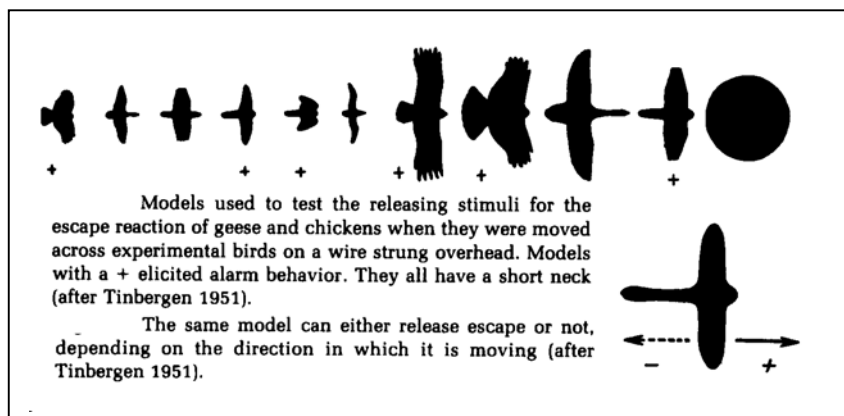 + + + + + +
Models used to test the releasing stimuli for the
escape reaction of geese and chickens when they were moved
across experimental birds on a wire strung overhead. Models
with a + elicited alarm behavior. They all have a short neck
(after Tinbergen 1951).
The same model can either release escape or not,
depending on the direction in which it is moving (after
Tinbergen 1951).
− +